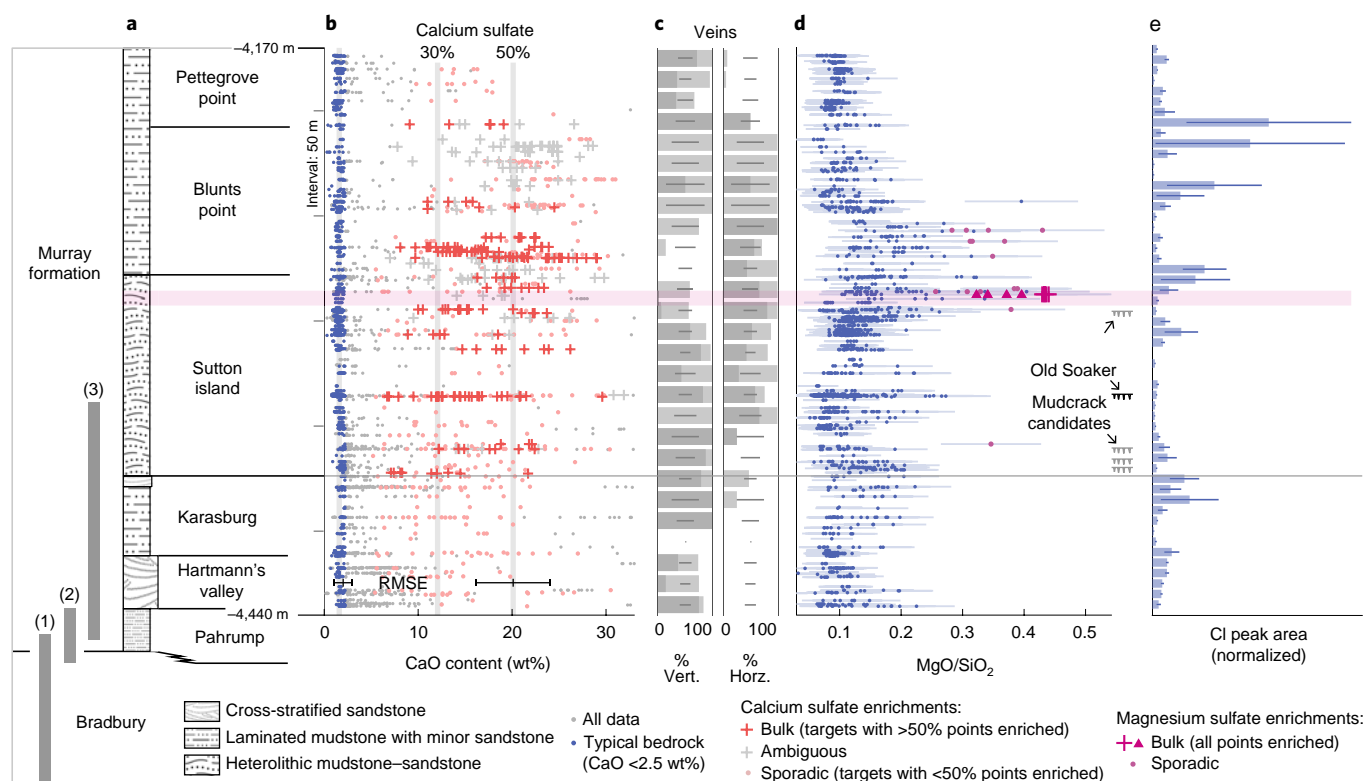 a
b
c
d
e
Calcium sulfate
30%
50%
Veins
–4,170 m
Pettegrove
point
Interval: 50 m
Blunts
point
Murray
formation
Sutton
island
(3)
Old Soaker
Mudcrack
candidates
Karasburg
Hartmann's
valley
RMSE
(2)
–4,440 m
(1)
Pahrump
0 10 20 30
CaO content (wt%)
0 100
%
Vert.
0 100
%
Horz.
0.1 0.2 0.3 0.4 0.5
MgO/SiO2
Cl peak area
(normalized)
Bradbury
Cross-stratified sandstone
Laminated mudstone with minor sandstone
Heterolithic mudstone–sandstone
All data
Typical bedrock
(CaO <2.5 wt%)
Calcium sulfate enrichments:
Bulk (targets with >50% points enriched)
Ambiguous
Sporadic (targets with <50% points enriched)
Magnesium sulfate enrichments:
Bulk (all points enriched)
Sporadic